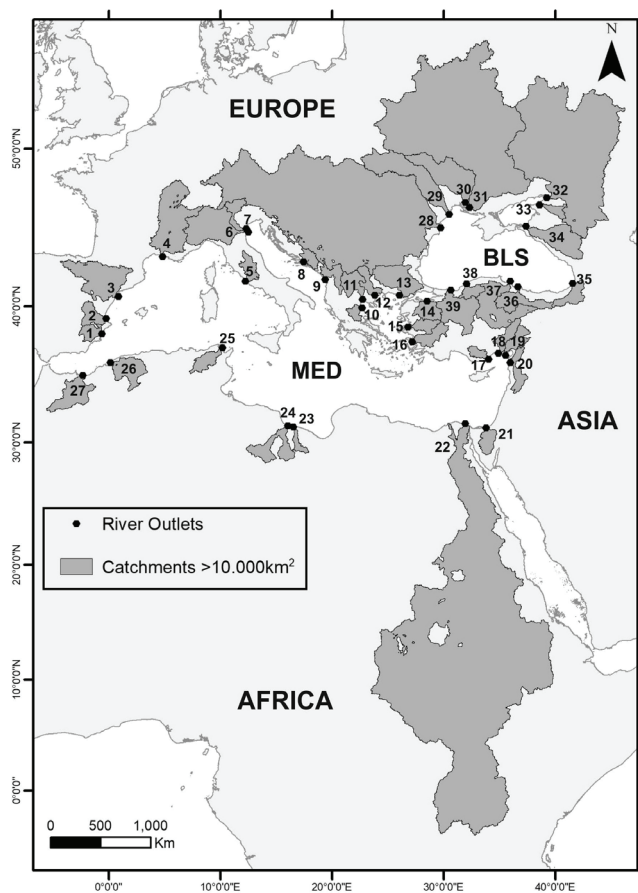 N
EUROPE
50°0'0"N
30
31
32
29
33
28
7
6
34
4
BLS
8
38
5
9
11
13
37
35
3
12
36
40°0'0"N
10
14
39
2
15
1
16
25
18
19
26
MED
17
20
27
ASIA
24
23
21
22
30°0'0"N
River Outlets
Catchments >10.000km²
20°0'0"N
10°0'0"N
AFRICA
0°0'0"N
0 500 1,000
Km
0°0'0"E
10°0'0"E
20°0'0"E
30°0'0"E
40°0'0"E